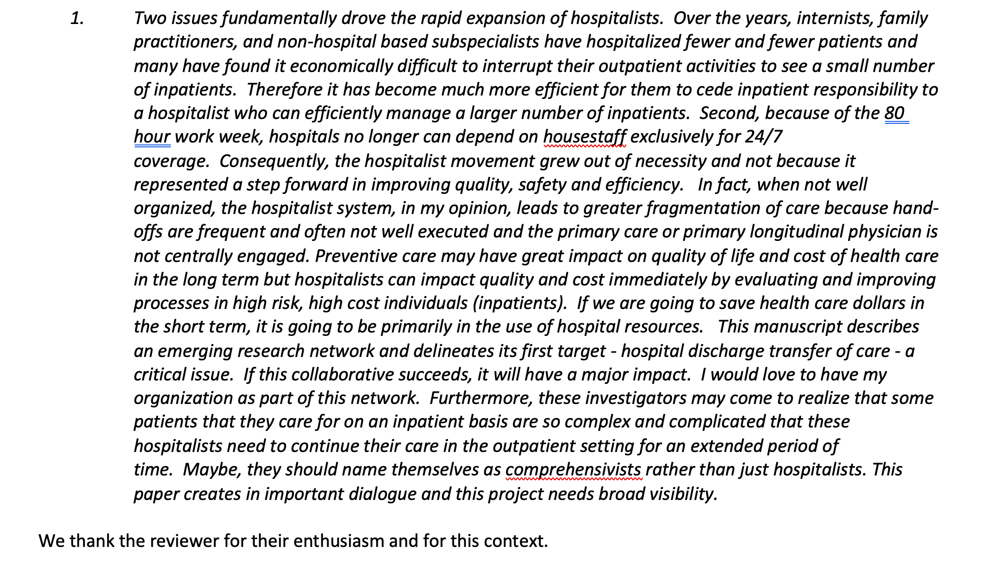 1. Two issues fundamentally drove the rapid expansion of hospitalists.  Over the years, internists, family
practitioners, and non-hospital based subspecialists have hospitalized fewer and fewer patients and
many have found it economically difficult to interrupt their outpatient activities to see a small number
of inpatients.  Therefore it has become much more efficient for them to cede inpatient responsibility to
a hospitalist who can efficiently manage a larger number of inpatients.  Second, because of the 80
hour work week, hospitals no longer can depend on housestaff exclusively for 24/7
coverage.  Consequently, the hospitalist movement grew out of necessity and not because it
represented a step forward in improving quality, safety and efficiency.   In fact, when not well
organized, the hospitalist system, in my opinion, leads to greater fragmentation of care because hand-
offs are frequent and often not well executed and the primary care or primary longitudinal physician is
not centrally engaged. Preventive care may have great impact on quality of life and cost of health care
in the long term but hospitalists can impact quality and cost immediately by evaluating and improving
processes in high risk, high cost individuals (inpatients).  If we are going to save health care dollars in
the short term, it is going to be primarily in the use of hospital resources.   This manuscript describes
an emerging research network and delineates its first target - hospital discharge transfer of care - a
critical issue.  If this collaborative succeeds, it will have a major impact.  I would love to have my
organization as part of this network.  Furthermore, these investigators may come to realize that some
patients that they care for on an inpatient basis are so complex and complicated that these
hospitalists need to continue their care in the outpatient setting for an extended period of
time.  Maybe, they should name themselves as comprehensivists rather than just hospitalists. This
paper creates in important dialogue and this project needs broad visibility.
We thank the reviewer for their enthusiasm and for this context.